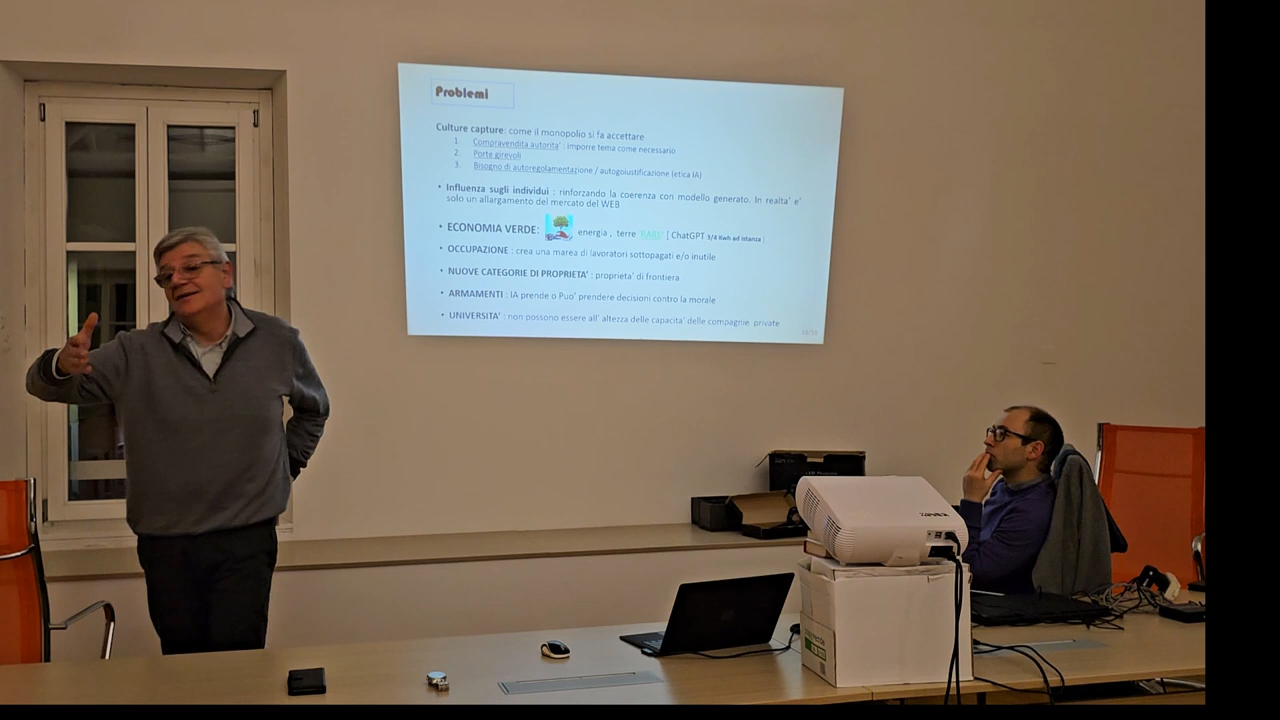 Problemi
Culture capture: come il monopolio si fa accettare
1. Compravendita autorita' : imporre tema come necessario
2. Porte girevoli
3. Bisogno di autoregolamentazione / autogoiustificazione (etica IA)
• Influenza sugli individui : rinforzando la coerenza con modello generato. In realta' e'
solo un allargamento del mercato del WEB
• ECONOMIA VERDE: energia , terre 'RARE' [ ChatGPT 3/4 Kwh ad istanza ]
• OCCUPAZIONE : crea una marea di lavoratori sottopagati e/o inutile
• NUOVE CATEGORIE DI PROPRIETA' : proprieta' di frontiera
• ARMAMENTI : IA prende o Puo' prendere decisioni contro la morale
• UNIVERSITA' : non possono essere all' altezza delle capacita' delle compagnie private